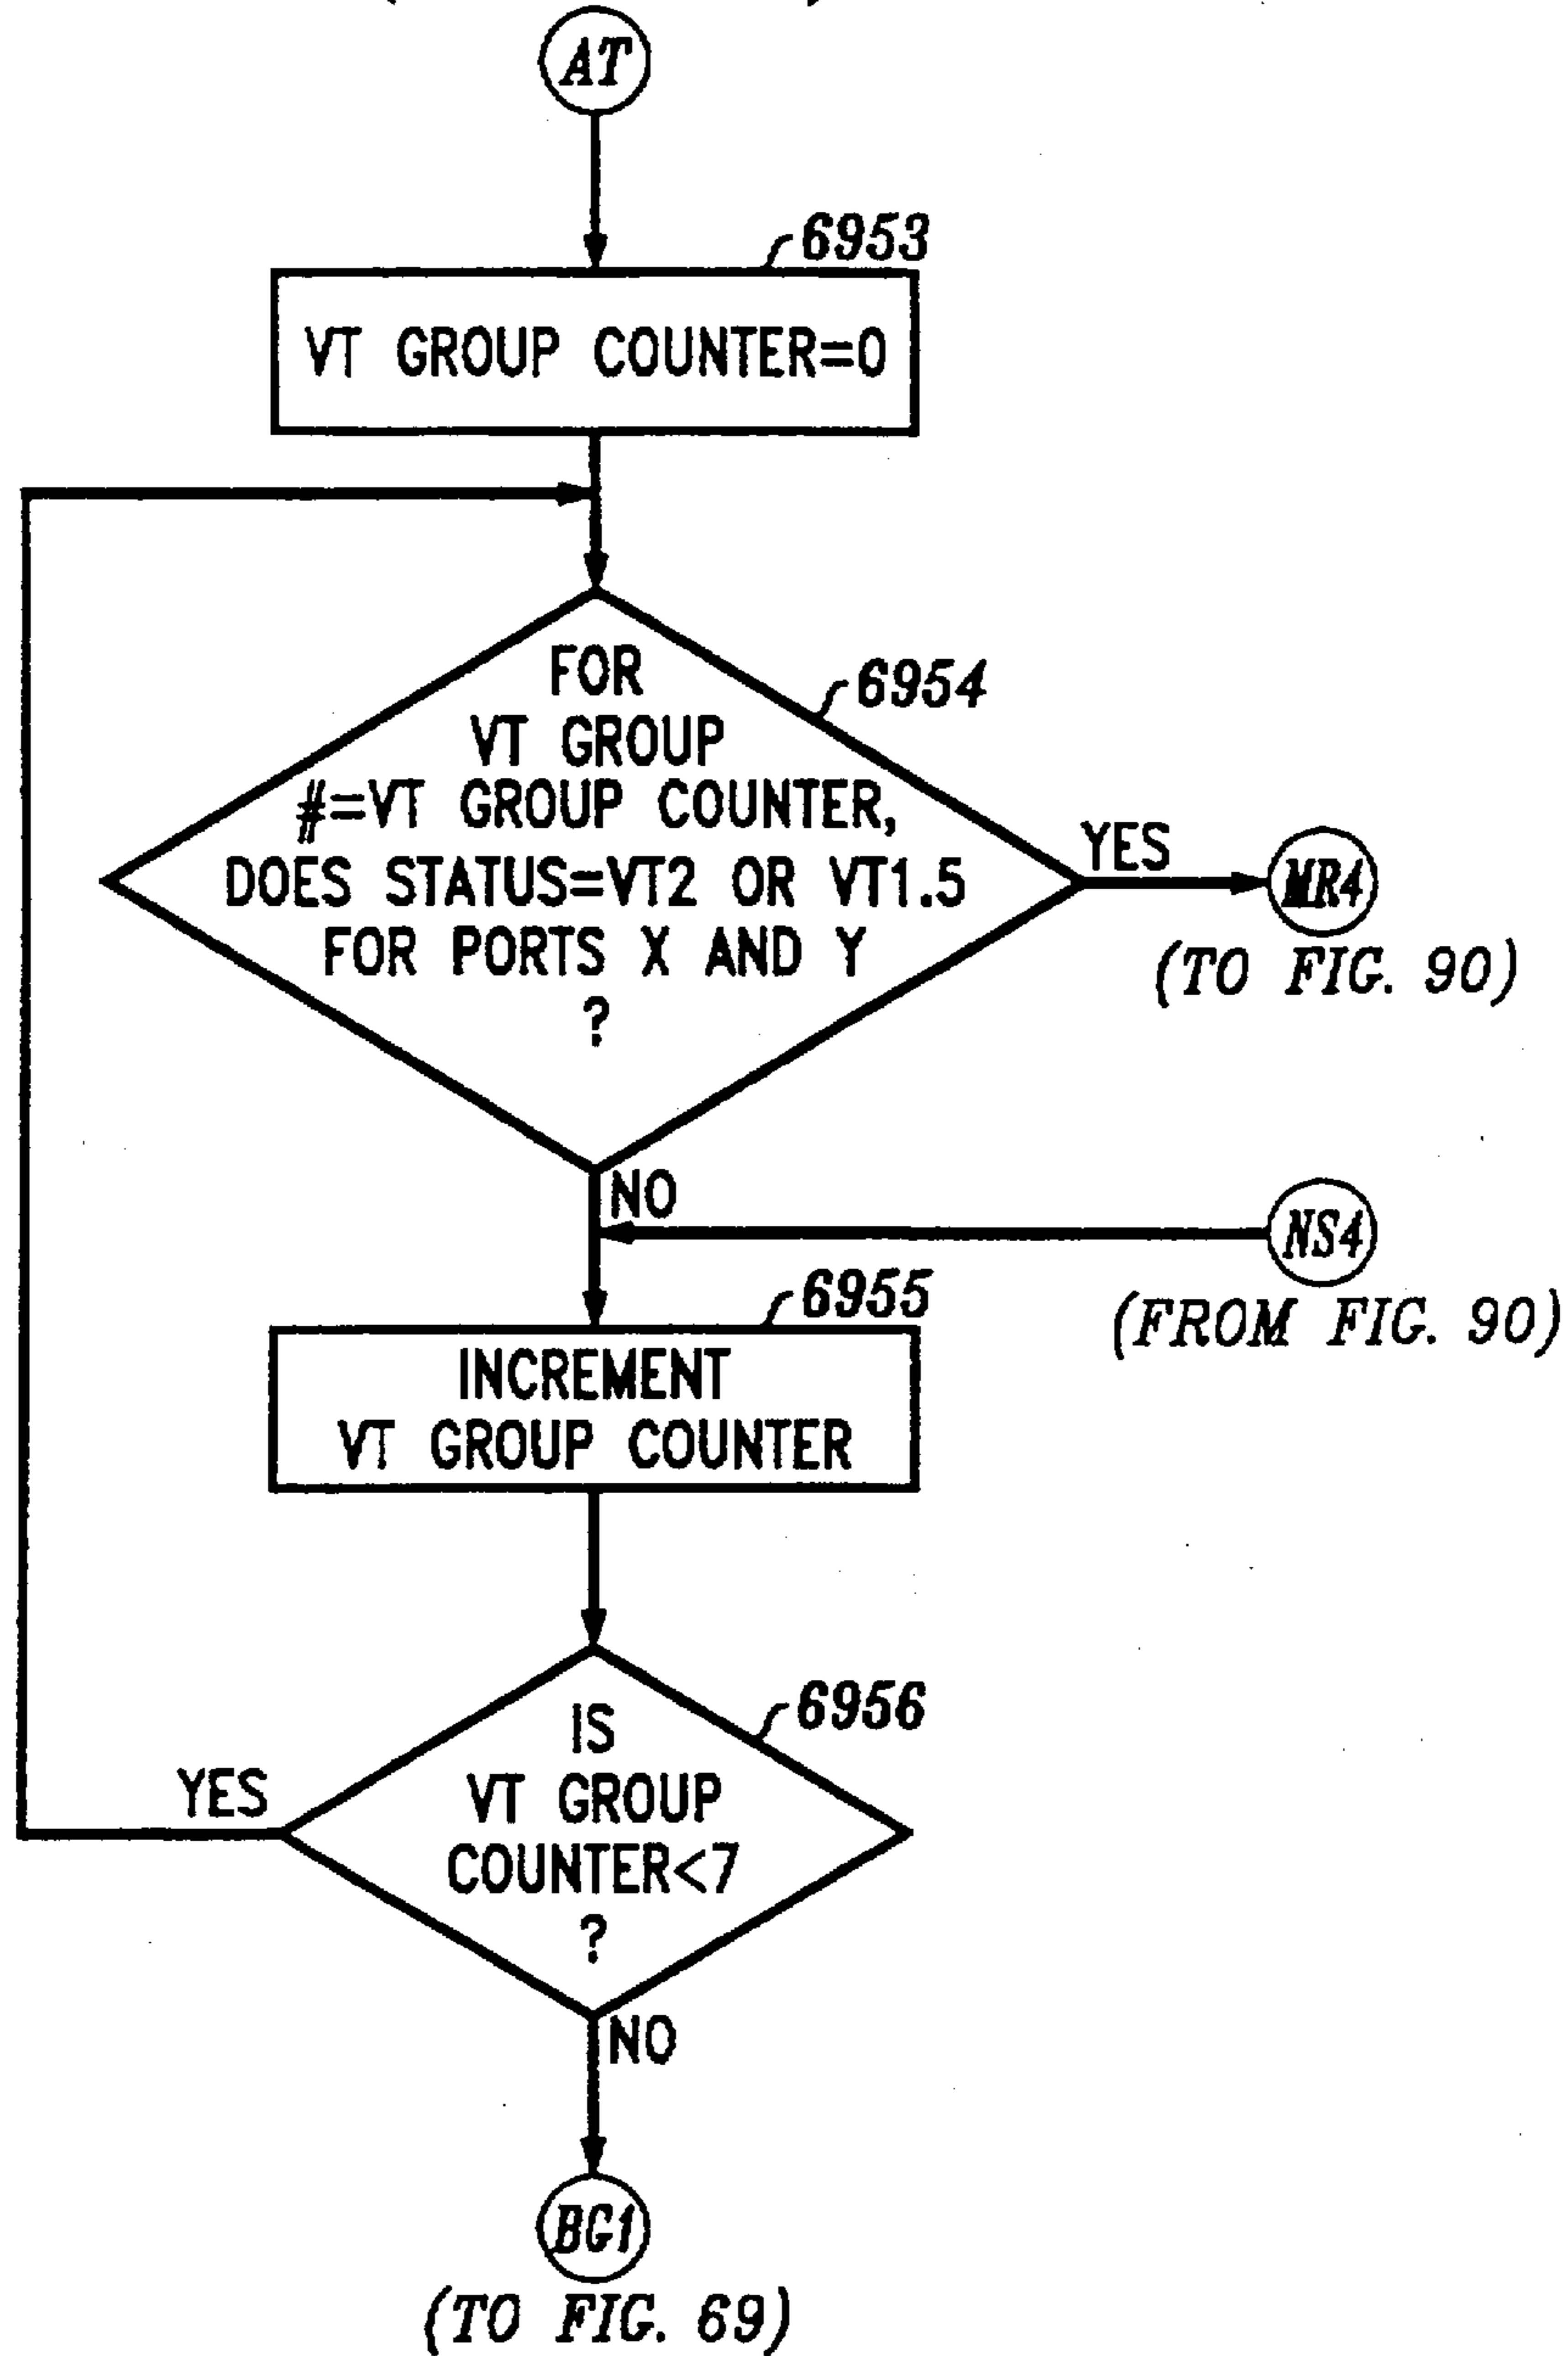 AT
6953
VT GROUP COUNTER=0
FOR
6954
VT GROUP
#=VT GROUP COUNTER,
DOES STATUS=VT2 OR VT1.5
FOR PORTS X AND Y
?
YES
MR4
(TO FIG. 90)
NO
NS4
(FROM FIG. 90)
6955
INCREMENT
VT GROUP COUNTER
6956
IS
VT GROUP
COUNTER<7
?
YES
NO
BG1
(TO FIG. 69)